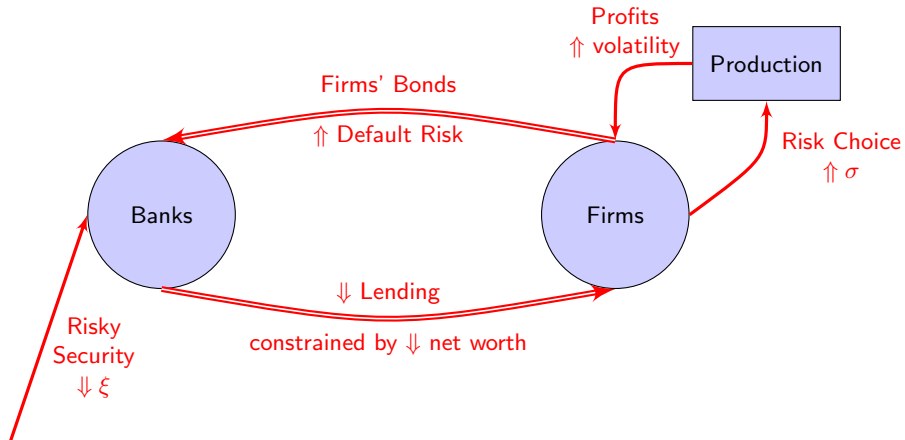 Profits
⇑ volatility
Production
Firms' Bonds
⇑ Default Risk
Risk Choice
⇑ σ
Banks
Firms
⇓ Lending
constrained by ⇓ net worth
Risky
Security
⇓ ξ